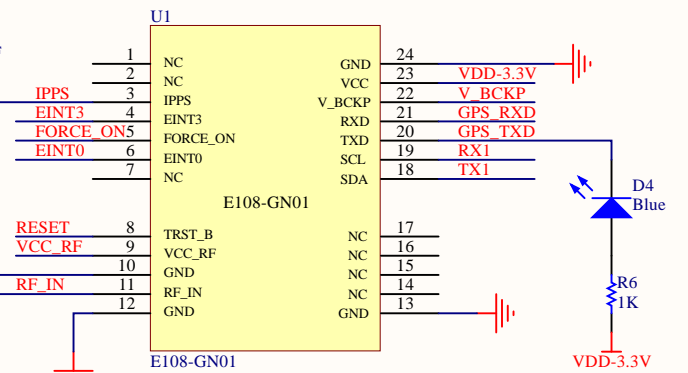 U1
1 NC
2 NC
IPPS 3 IPPS
EINT3 4 EINT3
FORCE_ON 5 FORCE_ON
EINT0 6 EINT0
7 NC
GND 24
VCC 23 VDD-3.3V
V_BCKP 22 V_BCKP
RXD 21 GPS_RXD
TXD 20 GPS_TXD
SCL 19 RX1
SDA 18 TX1
E108-GN01
RESET 8 TRST_B
VCC_RF 9 VCC_RF
10 GND
RF_IN 11 RF_IN
12 GND
NC 17
NC 16
NC 15
NC 14
GND 13
E108-GN01
D4
Blue
R6
1K
VDD-3.3V